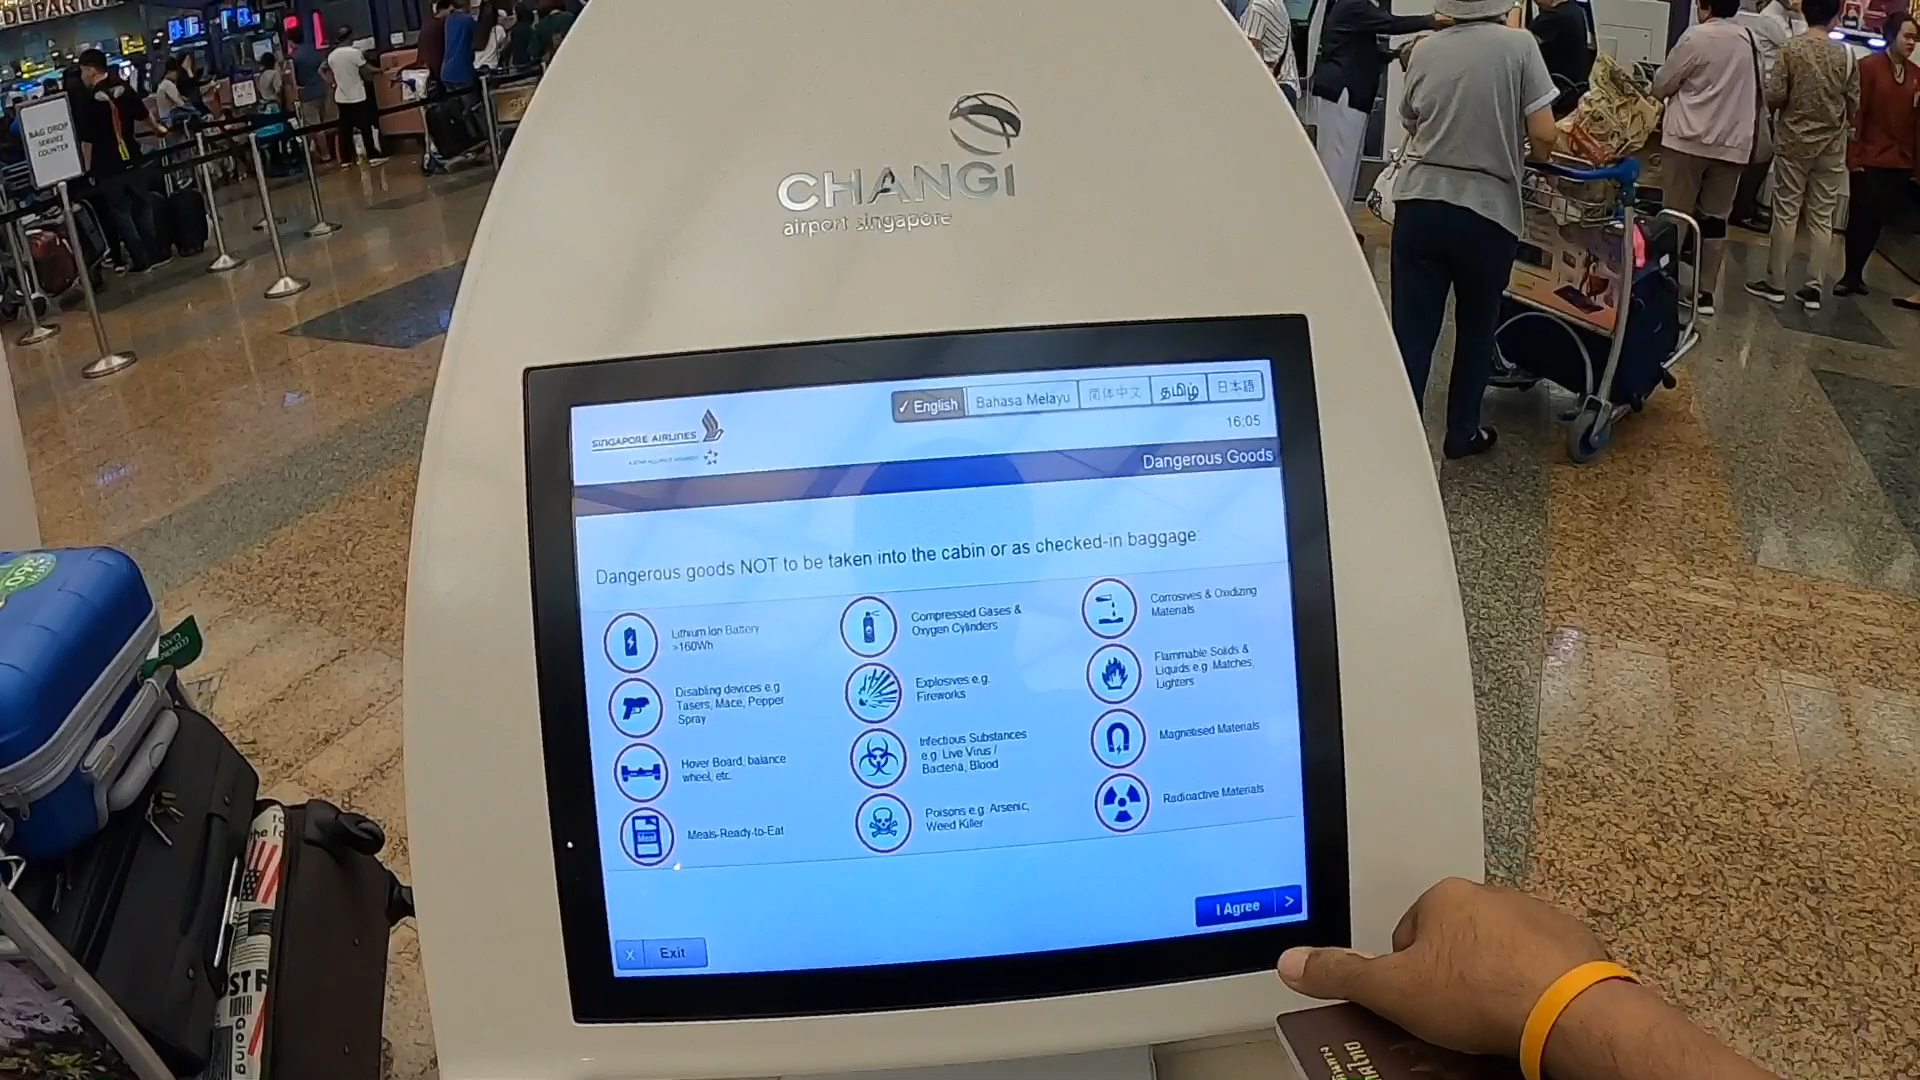 BAG DROP
SERVICE
COUNTER
CHANGI
airport singapore
SINGAPORE AIRLINES
A STAR ALLIANCE MEMBER
✓ English
Bahasa Melayu
简体中文
தமிழ்
日本語
16:05
Dangerous Goods
Dangerous goods NOT to be taken into the cabin or as checked-in baggage:
Lithium Ion Battery
>160Wh
Disabling devices e.g
Tasers, Mace, Pepper
Spray
Hover Board, balance
wheel, etc.
Meal
Meals-Ready-to-Eat
Compressed Gases &
Oxygen Cylinders
Explosives e.g.
Fireworks
Infectious Substances
e.g. Live Virus /
Bacteria, Blood
Poisons e.g. Arsenic,
Weed Killer
Corrosives & Oxidizing
Materials
Flammable Solids &
Liquids e.g. Matches,
Lighters
Magnetised Materials
Radioactive Materials
I Agree >
X Exit